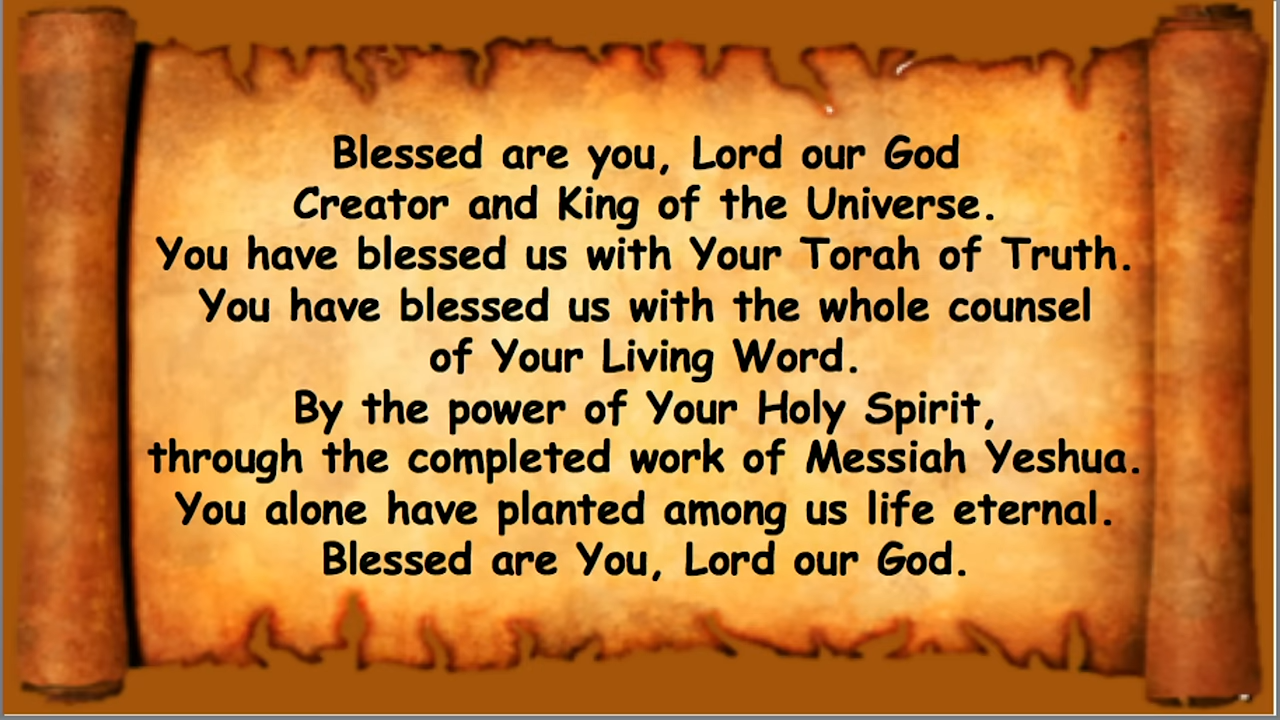 Blessed are you, Lord our God
Creator and King of the Universe.
You have blessed us with Your Torah of Truth.
You have blessed us with the whole counsel
of Your Living Word.
By the power of Your Holy Spirit,
through the completed work of Messiah Yeshua.
You alone have planted among us life eternal.
Blessed are You, Lord our God.